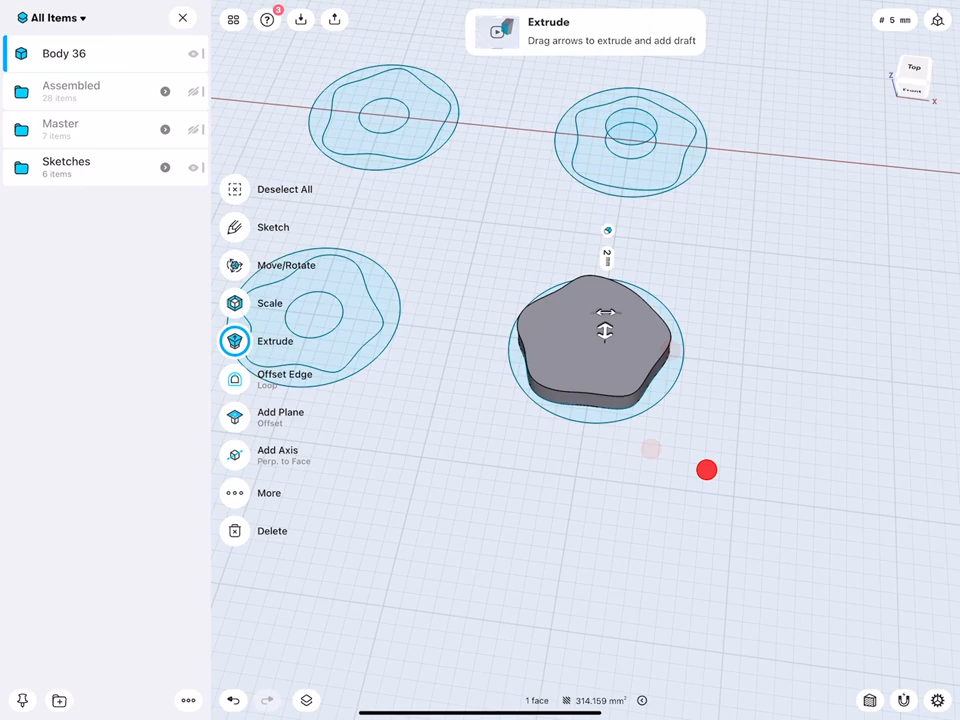 All Items
Body 36
Assembled
28 items
Master
7 items
Sketches
6 items
3
Extrude
Drag arrows to extrude and add draft
# 5 mm
Top
Front
Z
X
Deselect All
Sketch
Move/Rotate
Scale
Extrude
Offset Edge
Loop
Add Plane
Offset
Add Axis
Perp. to Face
More
Delete
2 mm
1 face
314.159 mm²